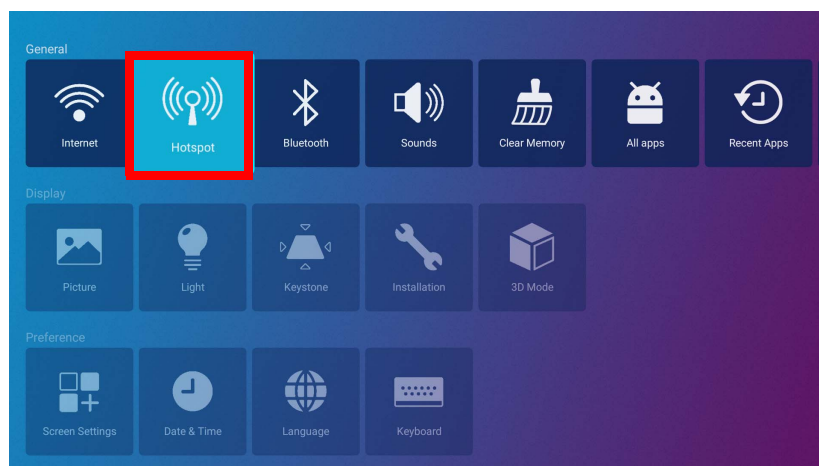 General
Internet
Hotspot
Bluetooth
Sounds
Clear Memory
All apps
Recent Apps
Display
Picture
Light
Keystone
Installation
3D Mode
Preference
Screen Settings
Date & Time
Language
Keyboard